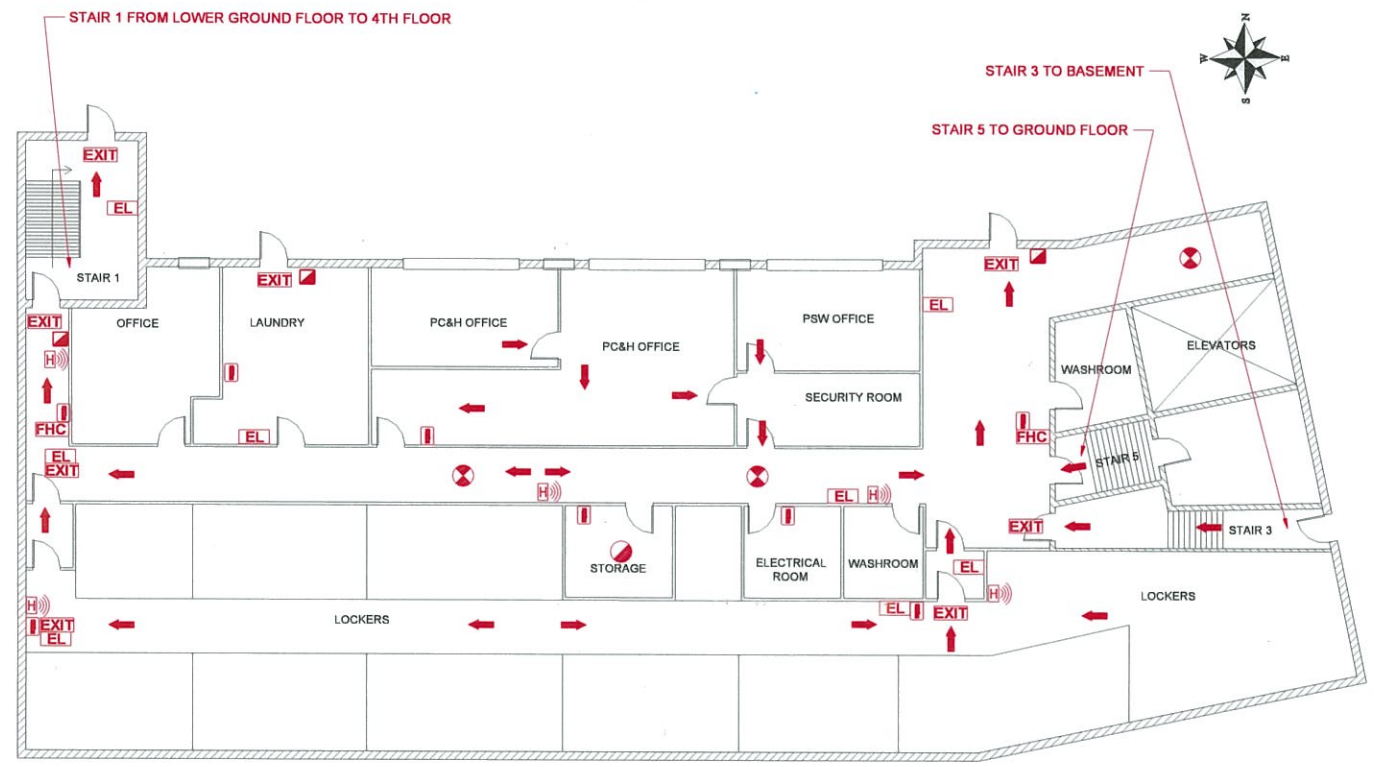 STAIR 1 FROM LOWER GROUND FLOOR TO 4TH FLOOR
N
W
E
S
STAIR 3 TO BASEMENT
STAIR 5 TO GROUND FLOOR
EXIT
EL
STAIR 1
EXIT
EXIT
EL
EXIT
OFFICE
LAUNDRY
PC&H OFFICE
PC&H OFFICE
PSW OFFICE
ELEVATORS
WASHROOM
H
SECURITY ROOM
FHC
EL
FHC
EL
EXIT
STAIR 5
H
EL
H
EXIT
STAIR 3
STORAGE
ELECTRICAL
ROOM
WASHROOM
EL
H
H
LOCKERS
EL
EXIT
LOCKERS
EXIT
EL